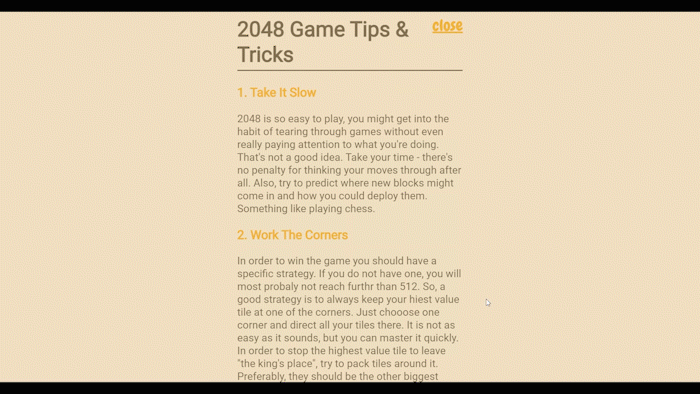 2048 Game Tips &
Tricks
close
1. Take It Slow
2048 is so easy to play, you might get into the
habit of tearing through games without even
really paying attention to what you're doing.
That's not a good idea. Take your time - there's
no penalty for thinking your moves through after
all. Also, try to predict where new blocks might
come in and how you could deploy them.
Something like playing chess.
2. Work The Corners
In order to win the game you should have a
specific strategy. If you do not have one, you will
most probaly not reach furthr than 512. So, a
good strategy is to always keep your hiest value
tile at one of the corners. Just chooose one
corner and direct all your tiles there. It is not as
easy as it sounds, but you can master it quickly.
In order to stop the highest value tile to leave
"the king's place", try to pack tiles around it.
Preferably, they should be the other biggest